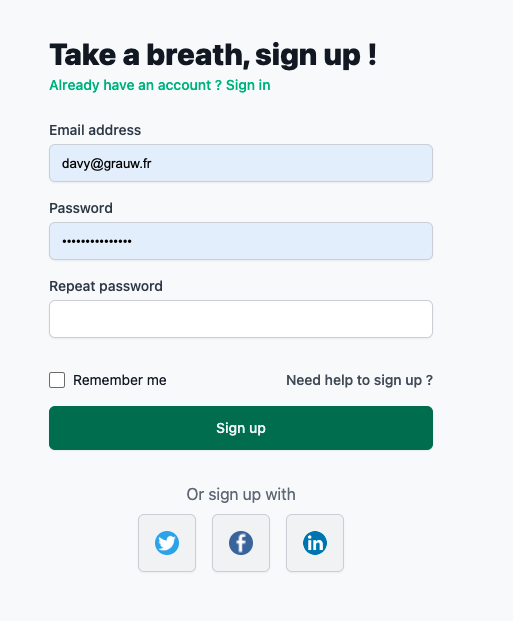 Take a breath, sign up !
Already have an account ? Sign in
Email address
davy@grauw.fr
Password
•••••••••••••••
Repeat password
Remember me
Need help to sign up ?
Sign up
Or sign up with
in